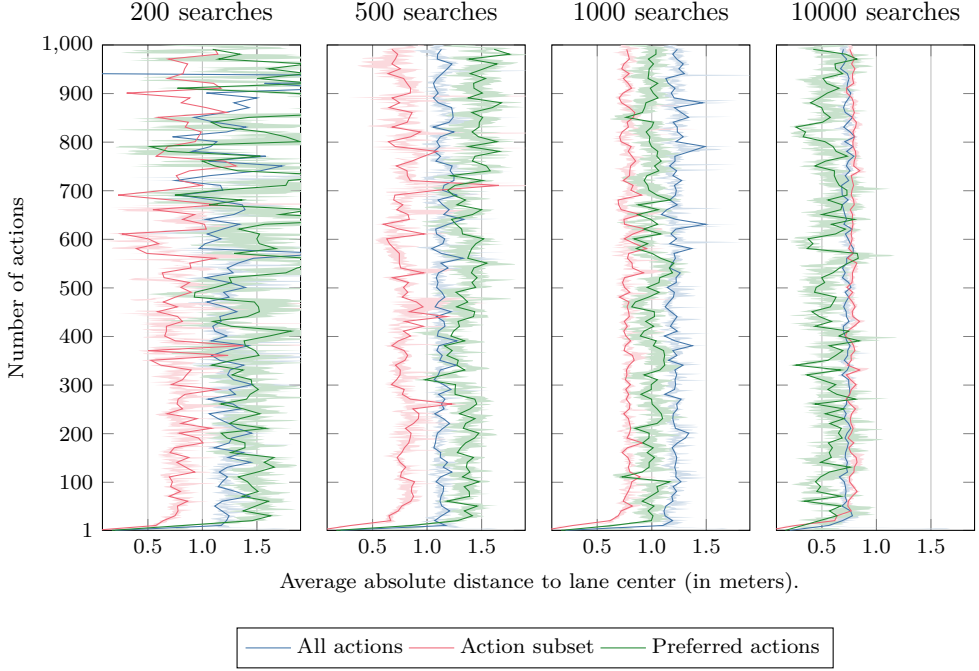 200 searches 500 searches 1000 searches 10000 searches
1,000
900
800
700
600
500
400
300
200
100
1
Number of actions
0.5 1.0 1.5 0.5 1.0 1.5 0.5 1.0 1.5 0.5 1.0 1.5
Average absolute distance to lane center (in meters).
All actions Action subset Preferred actions